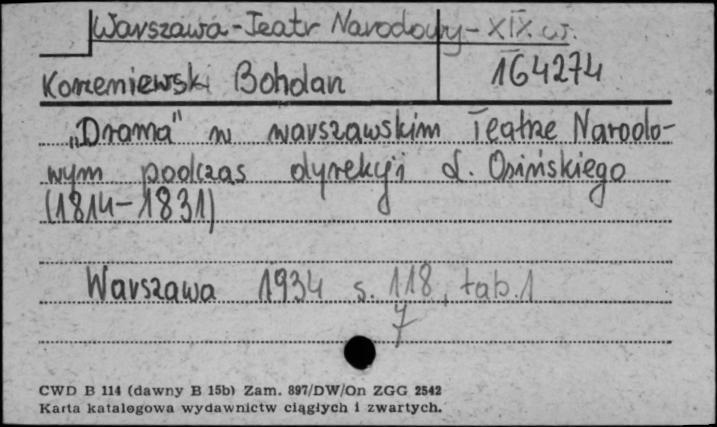 Warszawa-Teatr Narodowy-XIX w.
Korzeniewski Bohdan 164274
„Drama" w warszawskim Teatrze Narodo-
wym podczas dyrekcji L. Osińskiego
(1814-1831)
Warszawa 1934 s. 118, tab. 1
7
CWD B 114 (dawny B 15b) Zam. 897/DW/On ZGG 2542
Karta katalogowa wydawnictw ciągłych i zwartych.